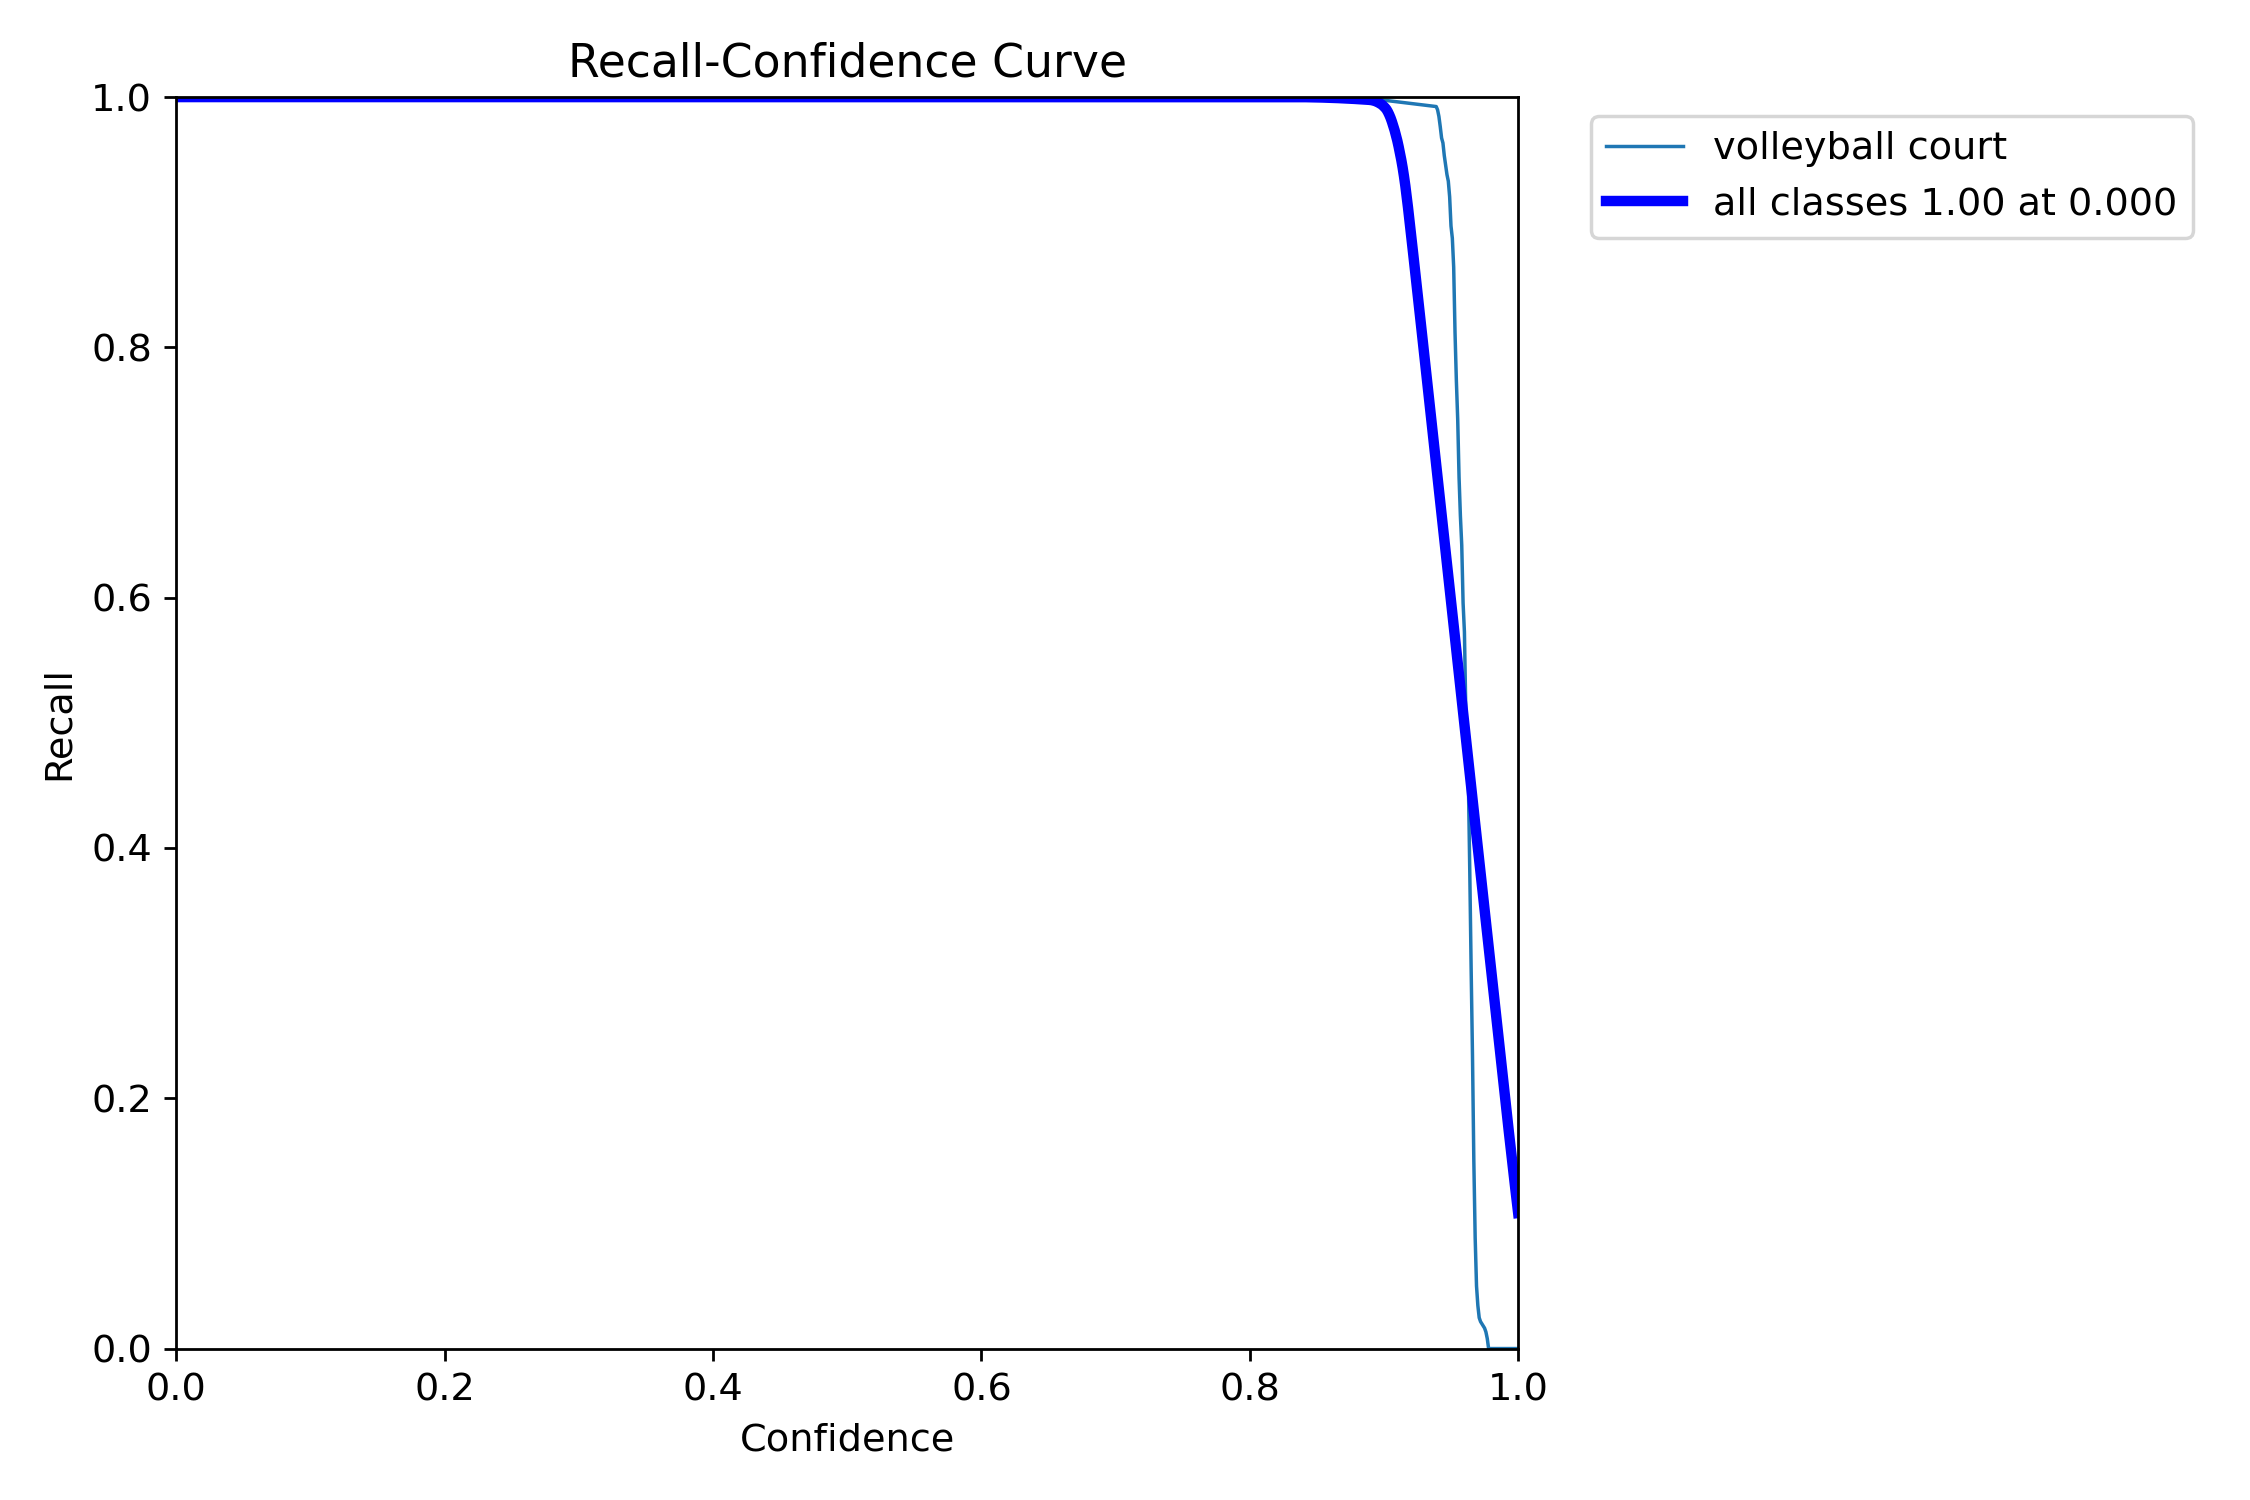 Recall-Confidence Curve
1.0
0.8
0.6
0.4
0.2
0.0
Recall
0.0 0.2 0.4 0.6 0.8 1.0
Confidence
volleyball court
all classes 1.00 at 0.000